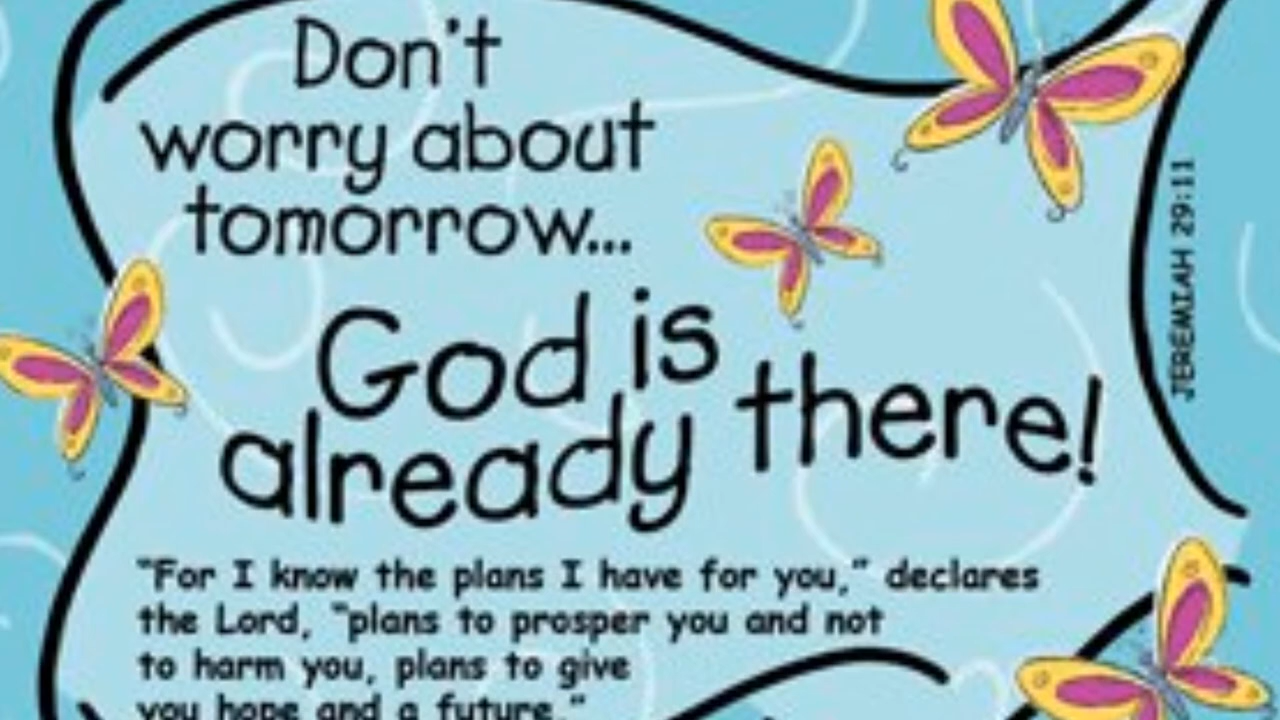 Don't
worry about
tomorrow...
God is
already there!
"For I know the plans I have for you," declares
the Lord, "plans to prosper you and not
to harm you, plans to give
you hope and a future."
JEREMIAH 29:11